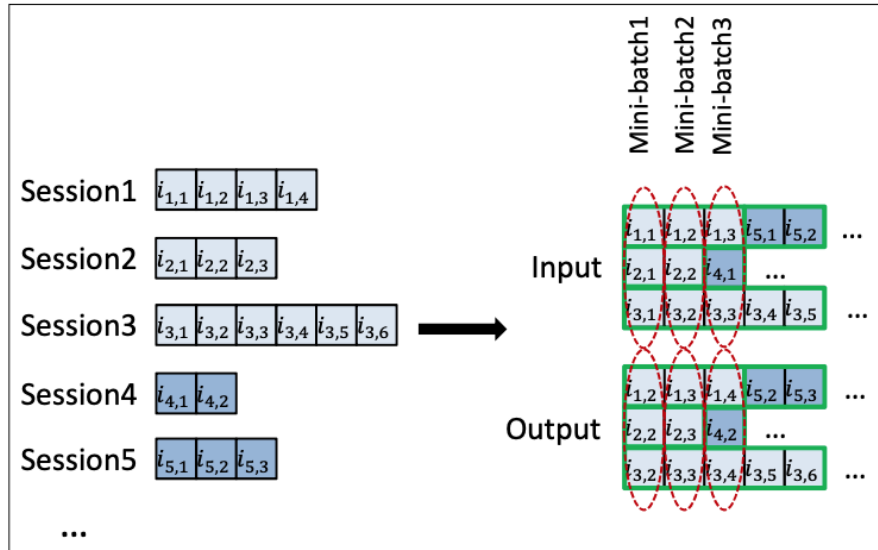 Mini-batch1
Mini-batch2
Mini-batch3
Session1 i1,1 i1,2 i1,3 i1,4
Session2 i2,1 i2,2 i2,3
Session3 i3,1 i3,2 i3,3 i3,4 i3,5 i3,6
Session4 i4,1 i4,2
Session5 i5,1 i5,2 i5,3
...
Input
i1,1 i1,2 i1,3 i5,1 i5,2 ...
i2,1 i2,2 i4,1 ...
i3,1 i3,2 i3,3 i3,4 i3,5 ...
Output
i1,2 i1,3 i1,4 i5,2 i5,3 ...
i2,2 i2,3 i4,2 ...
i3,2 i3,3 i3,4 i3,5 i3,6 ...